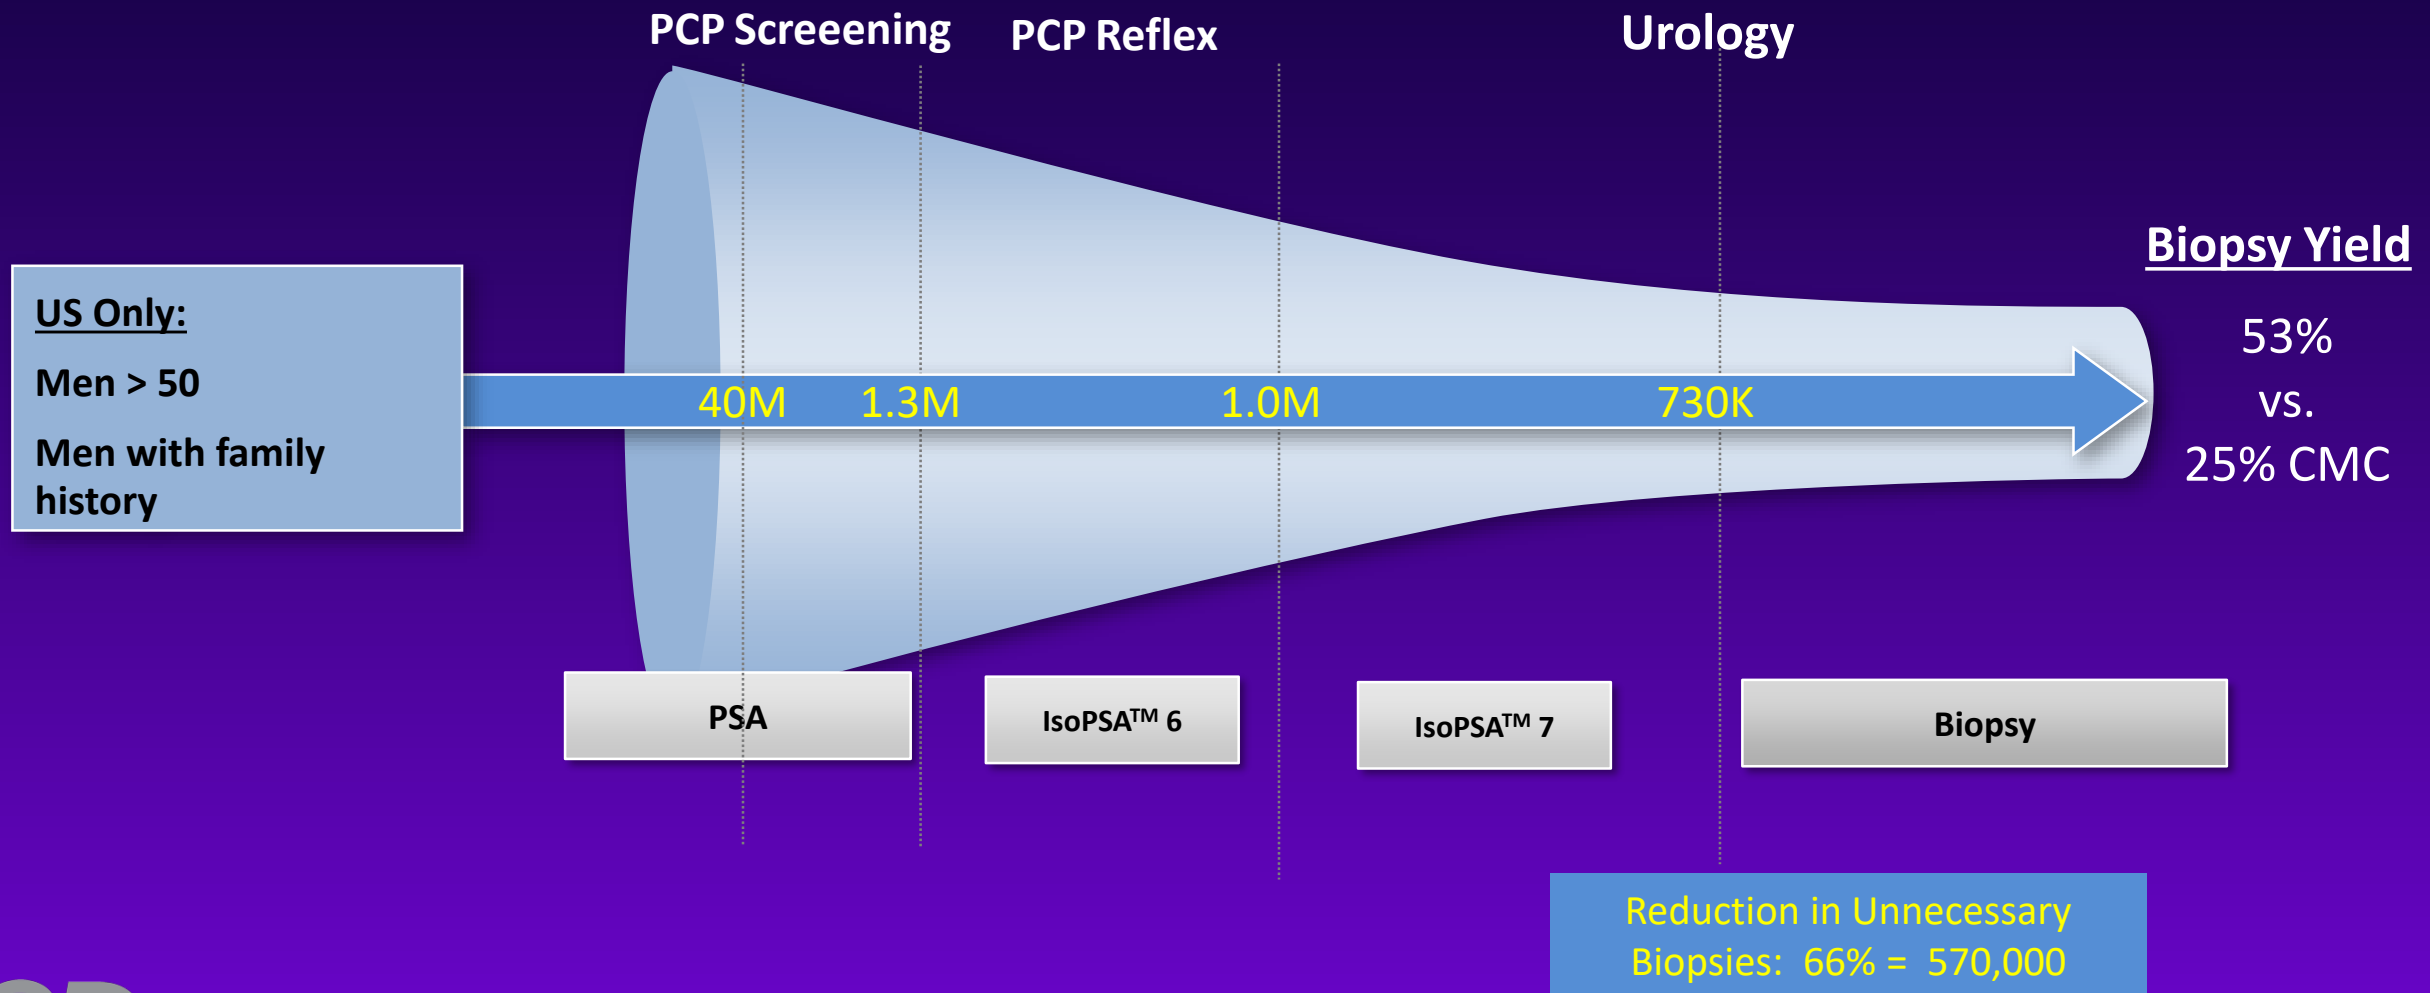 PCP Screeening
PCP Reflex
Urology
Biopsy Yield
US Only:
Men > 50
Men with family
history
40M
1.3M
1.0M
730K
53%
vs.
25% CMC
PSA
IsoPSA™ 6
IsoPSA™ 7
Biopsy
Reduction in Unnecessary
Biopsies: 66% = 570,000